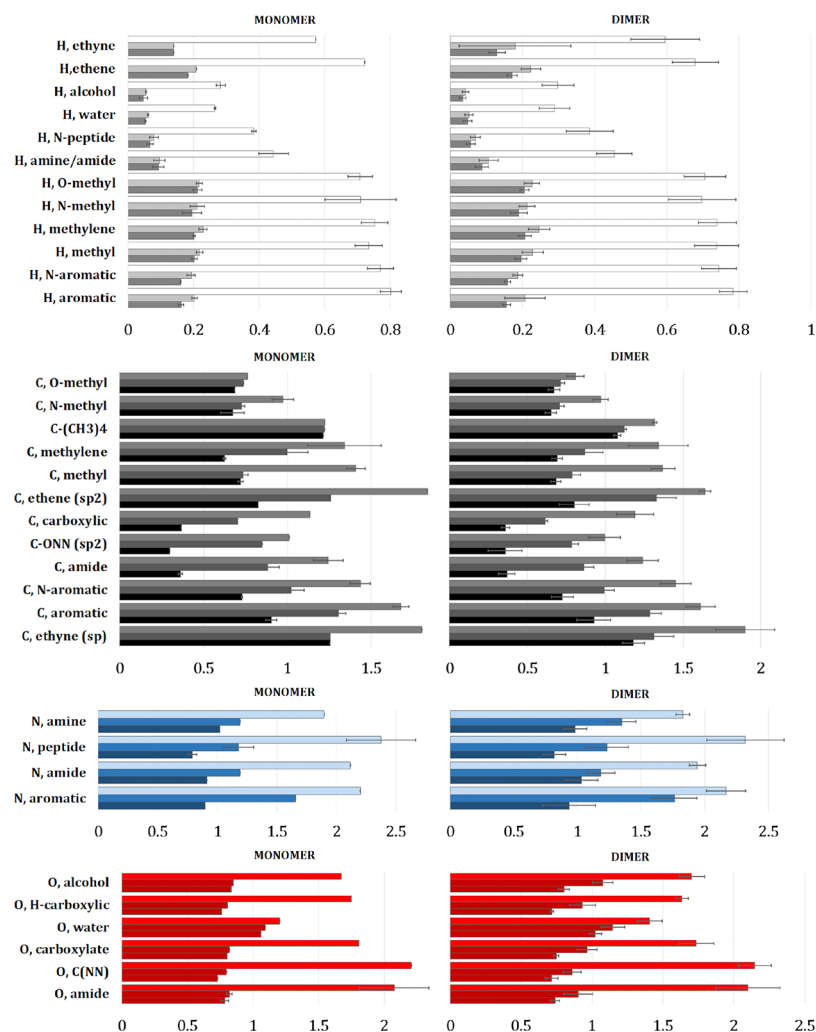 MONOMER DIMER
H, ethyne
H,ethene
H, alcohol
H, water
H, N-peptide
H, amine/amide
H, O-methyl
H, N-methyl
H, methylene
H, methyl
H, N-aromatic
H, aromatic
0 0.2 0.4 0.6 0.8 0 0.2 0.4 0.6 0.8 1
MONOMER DIMER
C, O-methyl
C, N-methyl
C-(CH3)4
C, methylene
C, methyl
C, ethene (sp2)
C, carboxylic
C-ONN (sp2)
C, amide
C, N-aromatic
C, aromatic
C, ethyne (sp)
0 0.5 1 1.5 0 0.5 1 1.5 2
MONOMER DIMER
N, amine
N, peptide
N, amide
N, aromatic
0 0.5 1 1.5 2 2.5 0 0.5 1 1.5 2 2.5
MONOMER DIMER
O, alcohol
O, H-carboxylic
O, water
O, carboxylate
O, C(NN)
O, amide
0 0.5 1 1.5 2 0 0.5 1 1.5 2 2.5